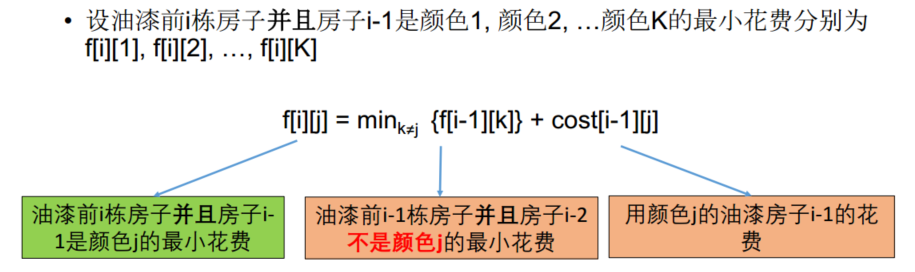 • 设油漆前i栋房子并且房子i-1是颜色1, 颜色2, …颜色K的最小花费分别为
f[i][1], f[i][2], …, f[i][K]
f[i][j] = minₖ≠ⱼ {f[i-1][k]} + cost[i-1][j]
油漆前i栋房子并且房子i-
1是颜色j的最小花费
油漆前i-1栋房子并且房子i-2
不是颜色j的最小花费
用颜色j的油漆房子i-1的花
费